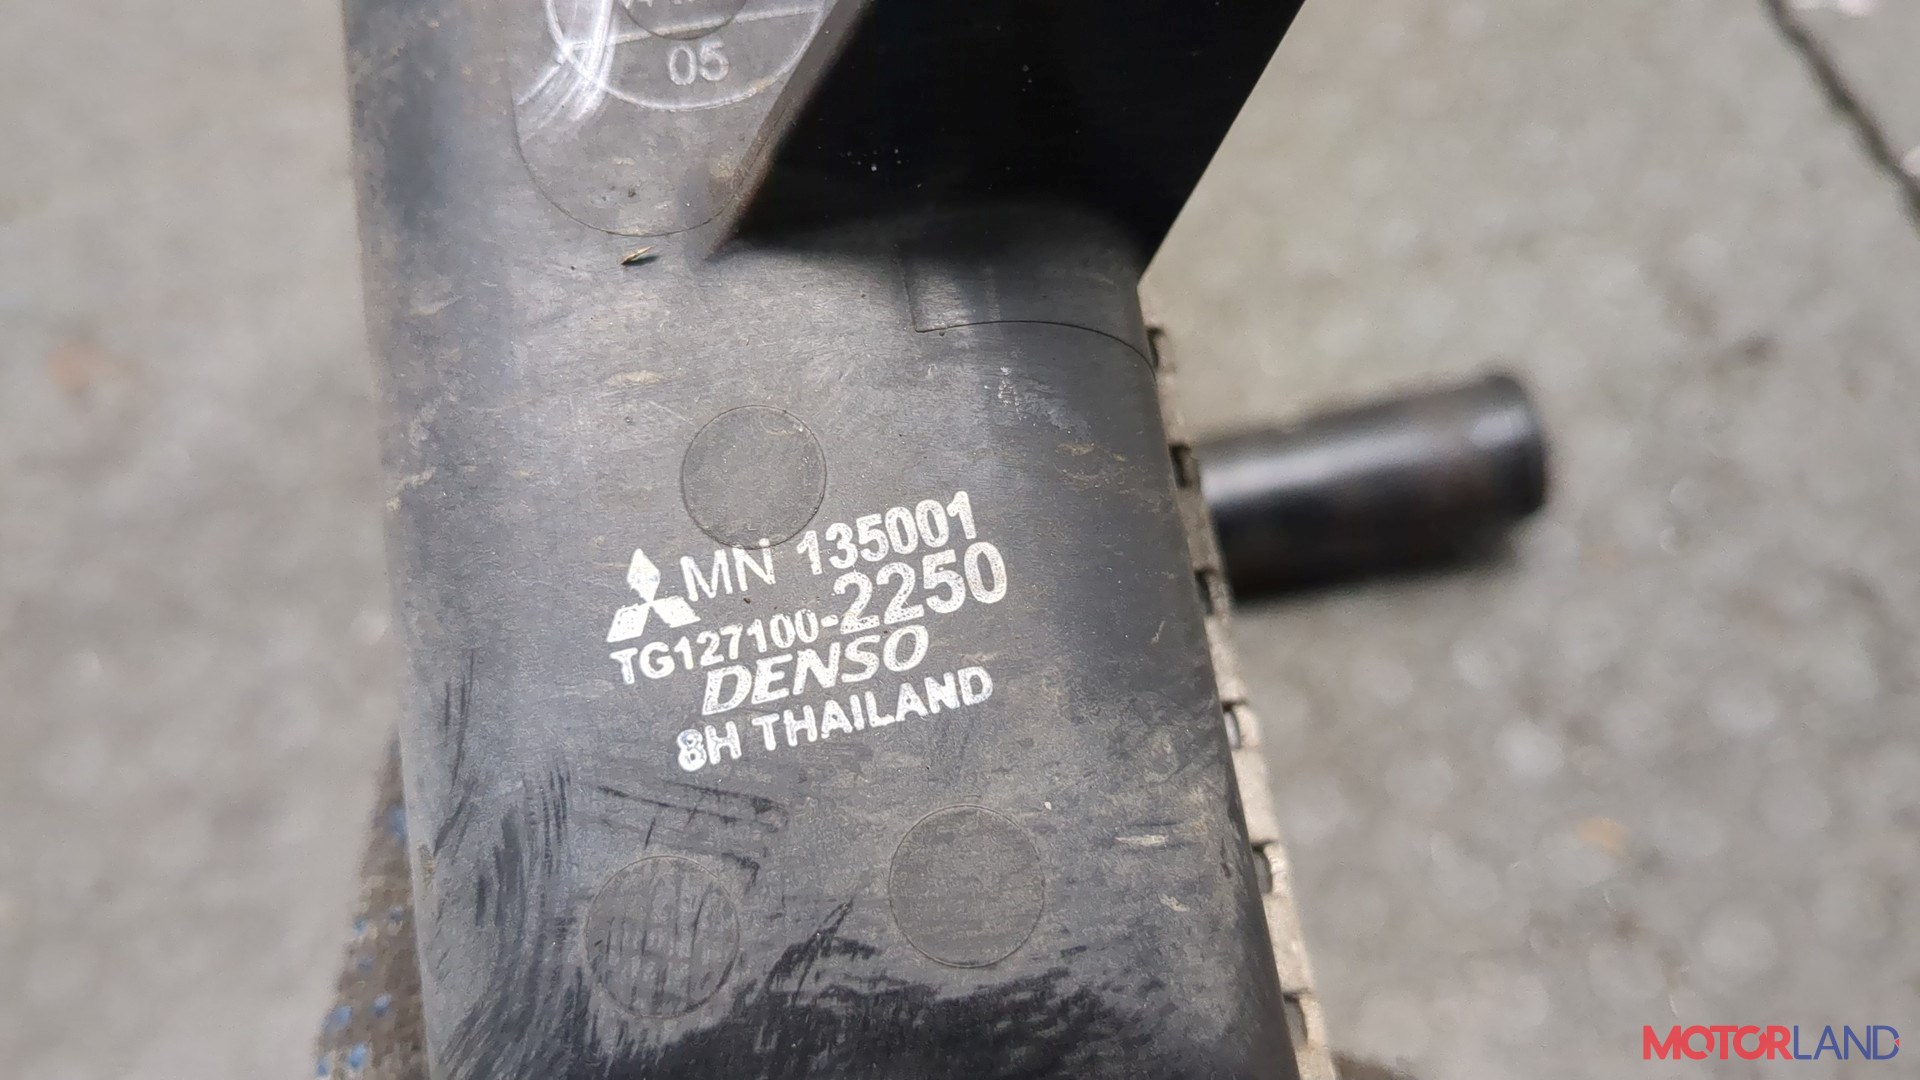 05
MN 135001
TG127100-2250
DENSO
8H THAILAND
MOTORLAND